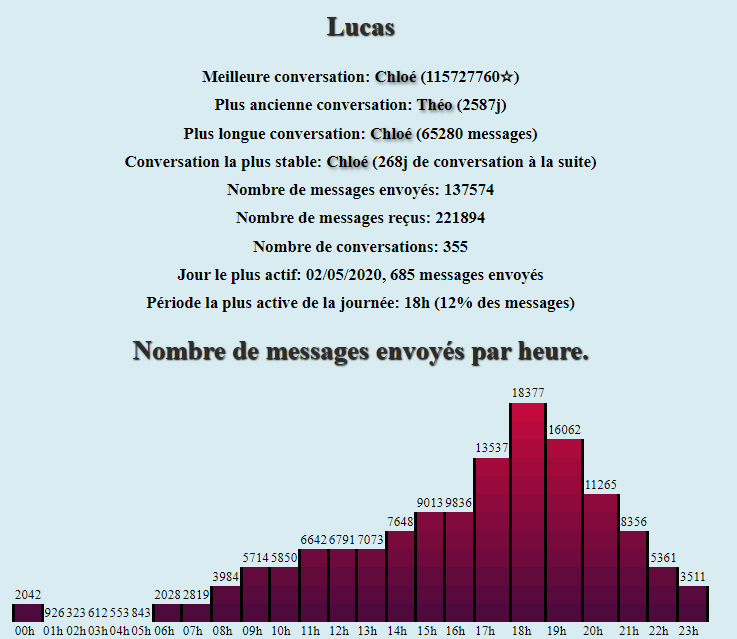 Lucas
Meilleure conversation: Chloé (115727760☆)
Plus ancienne conversation: Théo (2587j)
Plus longue conversation: Chloé (65280 messages)
Conversation la plus stable: Chloé (268j de conversation à la suite)
Nombre de messages envoyés: 137574
Nombre de messages reçus: 221894
Nombre de conversations: 355
Jour le plus actif: 02/05/2020, 685 messages envoyés
Période la plus active de la journée: 18h (12% des messages)
Nombre de messages envoyés par heure.
2042 926 323 612 553 843 2028 2819 3984 5714 5850 6642 6791 7073 7648 9013 9836 13537 18377 16062 11265 8356 5361 3511
00h 01h 02h 03h 04h 05h 06h 07h 08h 09h 10h 11h 12h 13h 14h 15h 16h 17h 18h 19h 20h 21h 22h 23h